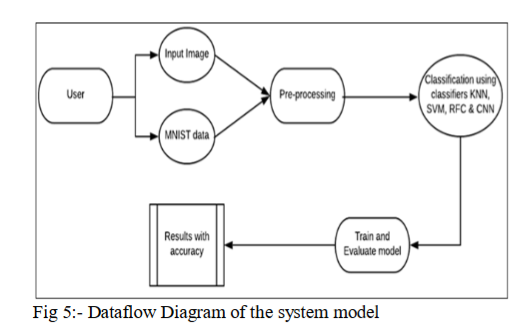 Input Image
User
MNIST data
Pre-processing
Classification using
classifiers KNN,
SVM, RFC & CNN
Results with
accuracy
Train and
Evaluate model
Fig 5:- Dataflow Diagram of the system model